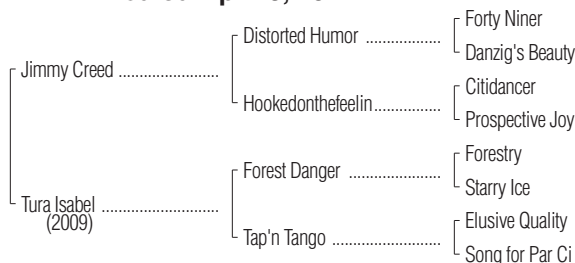 Forty Niner
Distorted Humor ..................
Danzig's Beauty
Jimmy Creed ........................
Citidancer
Hookedonthefeelin................
Prospective Joy
Forestry
Forest Danger ......................
Starry Ice
Tura Isabel ............................
(2009)
Elusive Quality
Tap'n Tango ..........................
Song for Par Ci